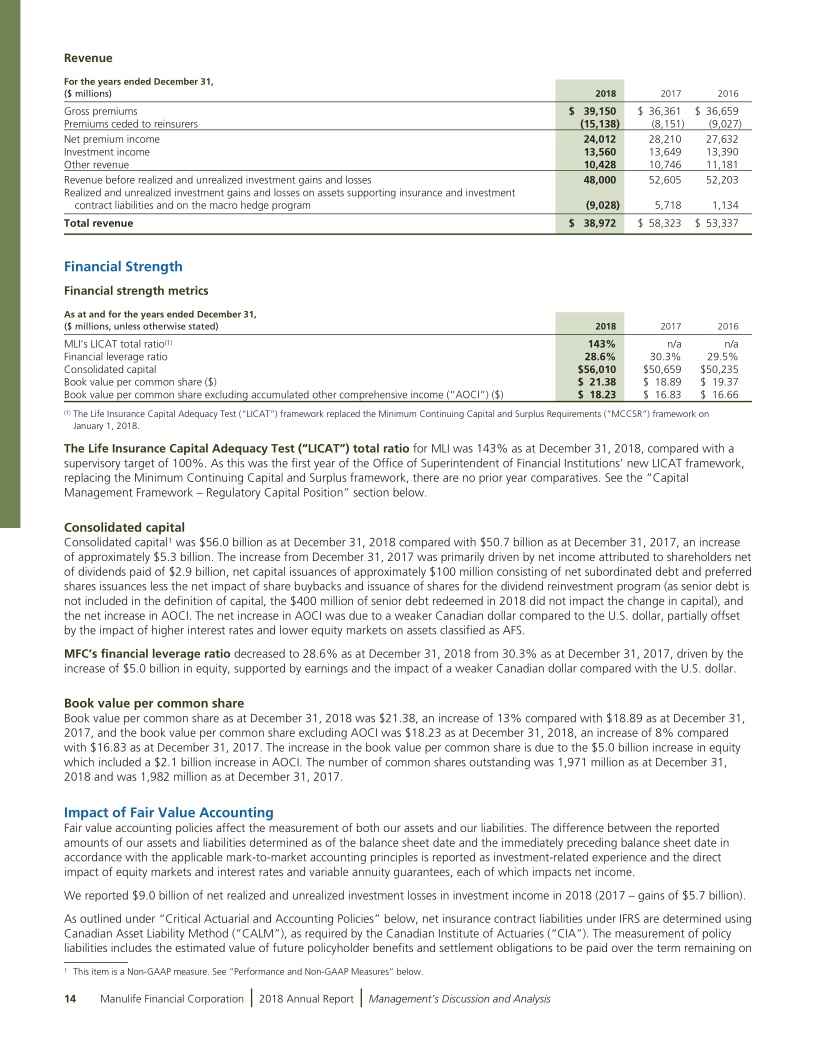 Revenue
For the years ended December 31,
($ millions) 2018 2017 2016
Gross premiums $ 39,150 $ 36,361 $ 36,659
Premiums ceded to reinsurers (15,138) (8,151) (9,027)
Net premium income 24,012 28,210 27,632
Investment income 13,560 13,649 13,390
Other revenue 10,428 10,746 11,181
Revenue before realized and unrealized investment gains and losses 48,000 52,605 52,203
Realized and unrealized investment gains and losses on assets supporting insurance and investment
contract liabilities and on the macro hedge program (9,028) 5,718 1,134
Total revenue $ 38,972 $ 58,323 $ 53,337
Financial Strength
Financial strength metrics
As at and for the years ended December 31,
($ millions, unless otherwise stated) 2018 2017 2016
MLI's LICAT total ratio(1) 143% n/a n/a
Financial leverage ratio 28.6% 30.3% 29.5%
Consolidated capital $56,010 $50,659 $50,235
Book value per common share ($) $ 21.38 $ 18.89 $ 19.37
Book value per common share excluding accumulated other comprehensive income ("AOCI") ($) $ 18.23 $ 16.83 $ 16.66
(1) The Life Insurance Capital Adequacy Test ("LICAT") framework replaced the Minimum Continuing Capital and Surplus Requirements ("MCCSR") framework on
January 1, 2018.
The Life Insurance Capital Adequacy Test ("LICAT") total ratio for MLI was 143% as at December 31, 2018, compared with a
supervisory target of 100%. As this was the first year of the Office of Superintendent of Financial Institutions' new LICAT framework,
replacing the Minimum Continuing Capital and Surplus framework, there are no prior year comparatives. See the "Capital
Management Framework – Regulatory Capital Position" section below.
Consolidated capital
Consolidated capital1 was $56.0 billion as at December 31, 2018 compared with $50.7 billion as at December 31, 2017, an increase
of approximately $5.3 billion. The increase from December 31, 2017 was primarily driven by net income attributed to shareholders net
of dividends paid of $2.9 billion, net capital issuances of approximately $100 million consisting of net subordinated debt and preferred
shares issuances less the net impact of share buybacks and issuance of shares for the dividend reinvestment program (as senior debt is
not included in the definition of capital, the $400 million of senior debt redeemed in 2018 did not impact the change in capital), and
the net increase in AOCI. The net increase in AOCI was due to a weaker Canadian dollar compared to the U.S. dollar, partially offset
by the impact of higher interest rates and lower equity markets on assets classified as AFS.
MFC's financial leverage ratio decreased to 28.6% as at December 31, 2018 from 30.3% as at December 31, 2017, driven by the
increase of $5.0 billion in equity, supported by earnings and the impact of a weaker Canadian dollar compared with the U.S. dollar.
Book value per common share
Book value per common share as at December 31, 2018 was $21.38, an increase of 13% compared with $18.89 as at December 31,
2017, and the book value per common share excluding AOCI was $18.23 as at December 31, 2018, an increase of 8% compared
with $16.83 as at December 31, 2017. The increase in the book value per common share is due to the $5.0 billion increase in equity
which included a $2.1 billion increase in AOCI. The number of common shares outstanding was 1,971 million as at December 31,
2018 and was 1,982 million as at December 31, 2017.
Impact of Fair Value Accounting
Fair value accounting policies affect the measurement of both our assets and our liabilities. The difference between the reported
amounts of our assets and liabilities determined as of the balance sheet date and the immediately preceding balance sheet date in
accordance with the applicable mark-to-market accounting principles is reported as investment-related experience and the direct
impact of equity markets and interest rates and variable annuity guarantees, each of which impacts net income.
We reported $9.0 billion of net realized and unrealized investment losses in investment income in 2018 (2017 – gains of $5.7 billion).
As outlined under "Critical Actuarial and Accounting Policies" below, net insurance contract liabilities under IFRS are determined using
Canadian Asset Liability Method ("CALM"), as required by the Canadian Institute of Actuaries ("CIA"). The measurement of policy
liabilities includes the estimated value of future policyholder benefits and settlement obligations to be paid over the term remaining on
1 This item is a Non-GAAP measure. See "Performance and Non-GAAP Measures" below.
14 Manulife Financial Corporation | 2018 Annual Report | Management's Discussion and Analysis